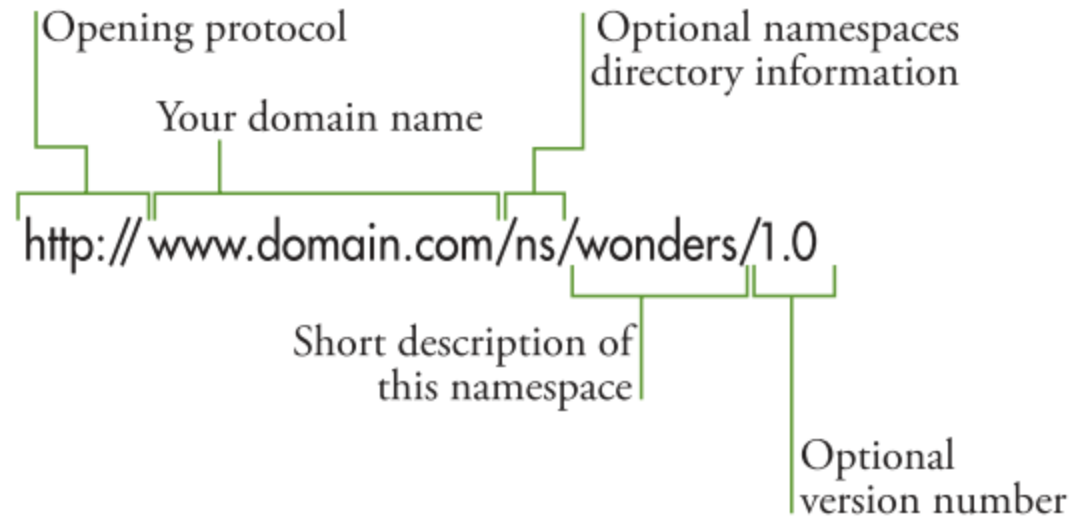 Opening protocol
Optional namespaces
directory information
Your domain name
http://www.domain.com/ns/wonders/1.0
Short description of
this namespace
Optional
version number